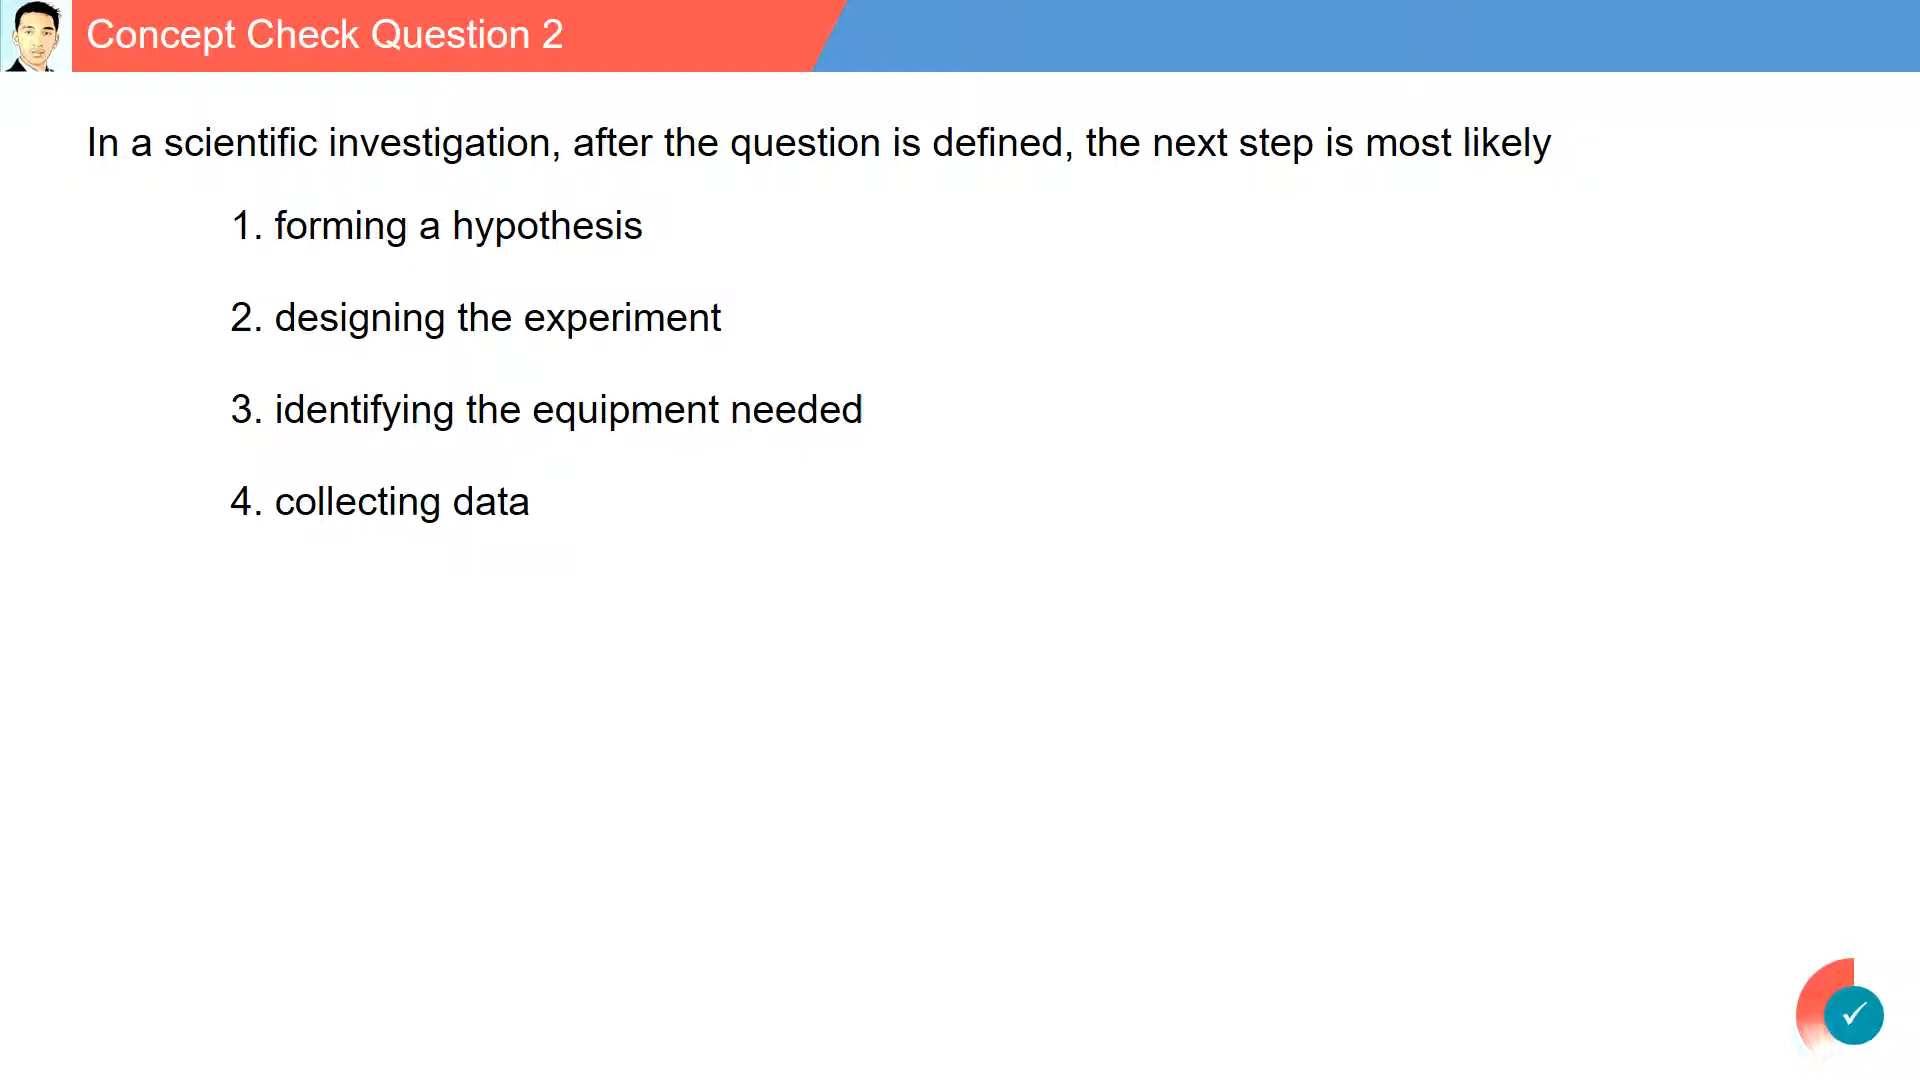 Concept Check Question 2
In a scientific investigation, after the question is defined, the next step is most likely
1. forming a hypothesis
2. designing the experiment
3. identifying the equipment needed
4. collecting data